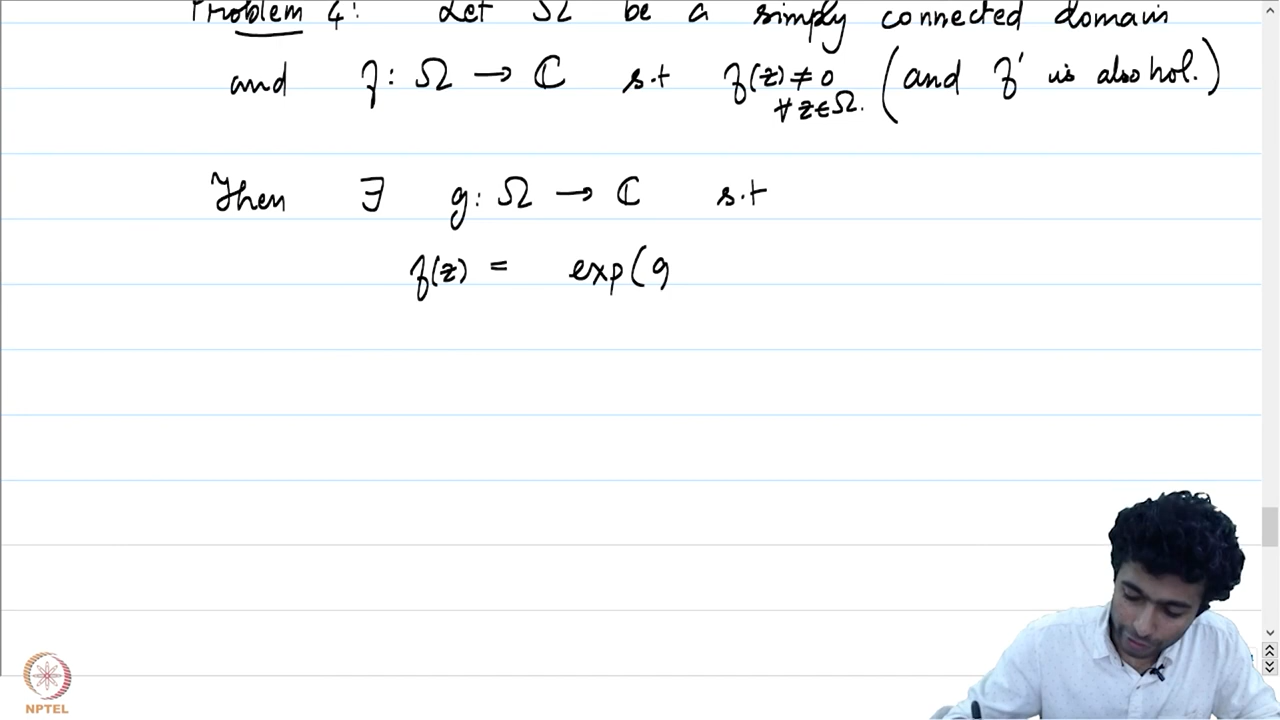 Problem 4: Let Ω be a simply connected domain
and f: Ω → ℂ s.t f(z) ≠ 0 (and f' is also hol.)
∀ z ∈ Ω.
Then ∃ g: Ω → ℂ s.t
f(z) = exp(g
NPTEL